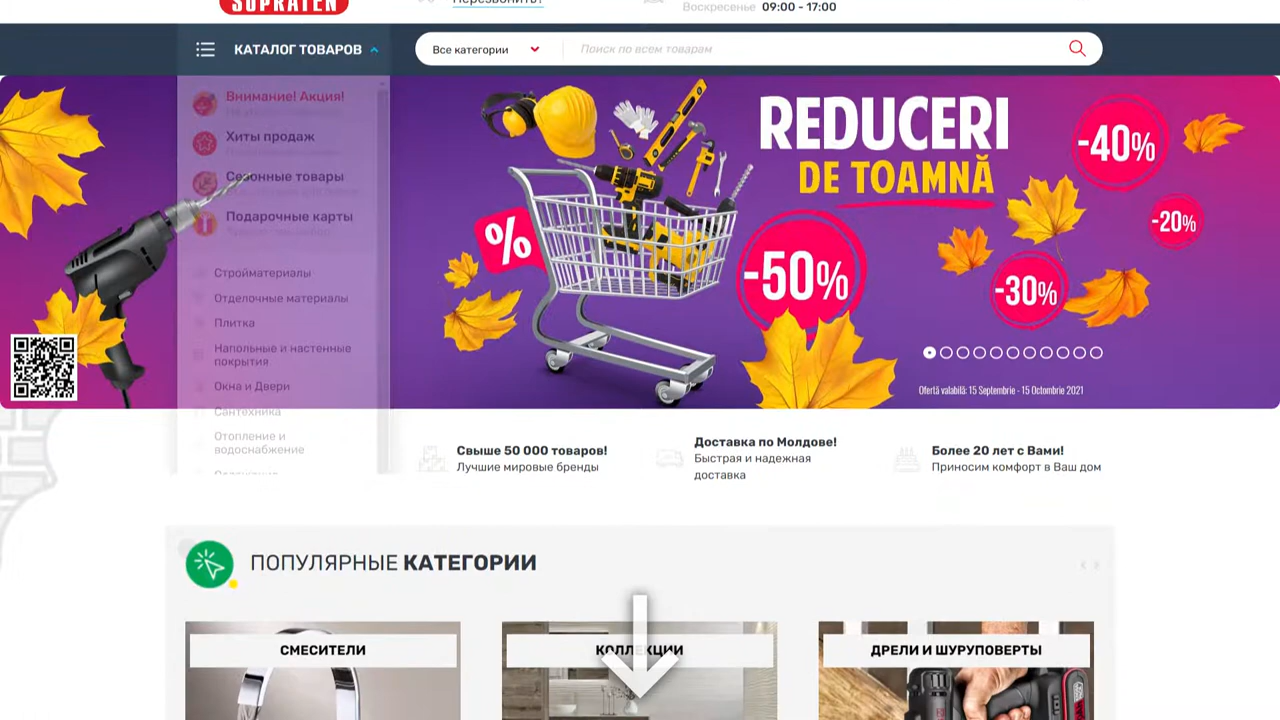 SUPRATEN
Перезвонить?
Воскресенье 09:00 - 17:00
КАТАЛОГ ТОВАРОВ
Все категории
Поиск по всем товарам
Внимание! Акция!
Хиты продаж
Сезонные товары
Подарочные карты
Стройматериалы
Отделочные материалы
Плитка
Напольные и настенные
покрытия
Окна и Двери
Сантехника
Отопление и
водоснабжение
REDUCERI
DE TOAMNĂ
%
-50%
-40%
-20%
-30%
Ofertă valabilă: 15 Septembrie - 15 Octombrie 2021
Свыше 50 000 товаров!
Лучшие мировые бренды
Доставка по Молдове!
Быстрая и надежная
доставка
Более 20 лет с Вами!
Приносим комфорт в Ваш дом
ПОПУЛЯРНЫЕ КАТЕГОРИИ
СМЕСИТЕЛИ
КОЛЛЕКЦИИ
ДРЕЛИ И ШУРУПОВЕРТЫ